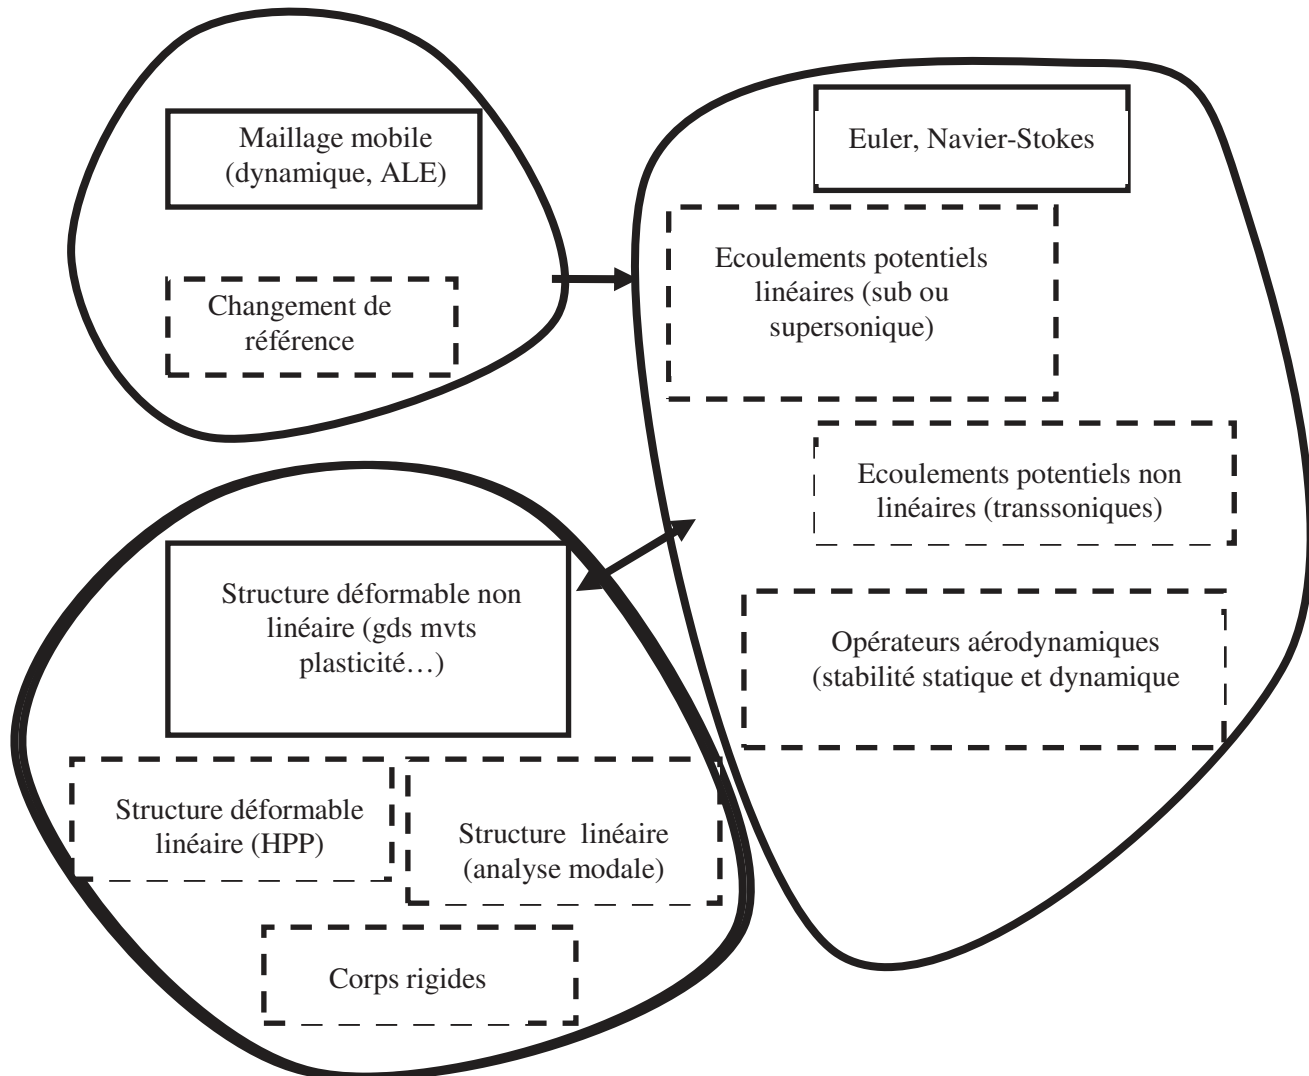 Maillage mobile
(dynamique, ALE)
Changement de
référence
Euler, Navier-Stokes
Ecoulements potentiels
linéaires (sub ou
supersonique)
Ecoulements potentiels non
linéaires (transsoniques)
Opérateurs aérodynamiques
(stabilité statique et dynamique
Structure déformable non
linéaire (gds mvts
plasticité…)
Structure déformable
linéaire (HPP)
Structure linéaire
(analyse modale)
Corps rigides